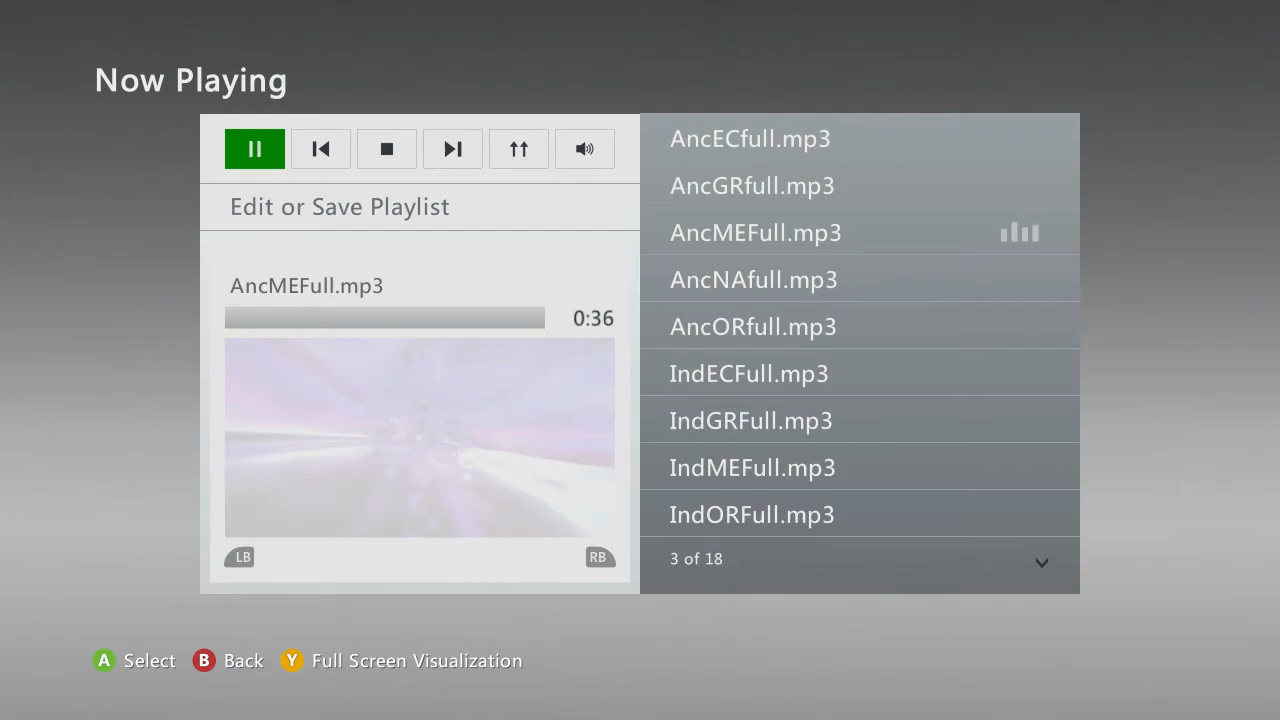 Now Playing
Edit or Save Playlist
AncMEFull.mp3
0:36
LB
RB
AncECfull.mp3
AncGRfull.mp3
AncMEFull.mp3
AncNAfull.mp3
AncORfull.mp3
IndECFull.mp3
IndGRFull.mp3
IndMEFull.mp3
IndORFull.mp3
3 of 18
A Select B Back Y Full Screen Visualization